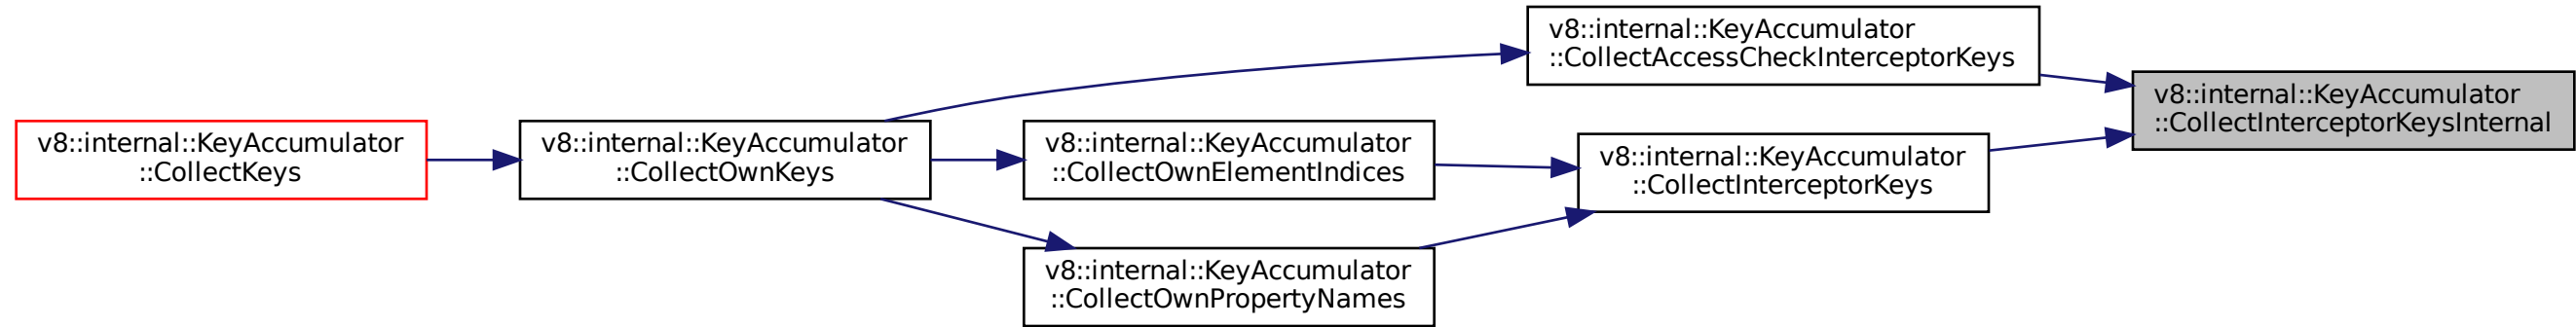 v8::internal::KeyAccumulator
::CollectKeys
v8::internal::KeyAccumulator
::CollectOwnKeys
v8::internal::KeyAccumulator
::CollectAccessCheckInterceptorKeys
v8::internal::KeyAccumulator
::CollectOwnElementIndices
v8::internal::KeyAccumulator
::CollectOwnPropertyNames
v8::internal::KeyAccumulator
::CollectInterceptorKeys
v8::internal::KeyAccumulator
::CollectInterceptorKeysInternal